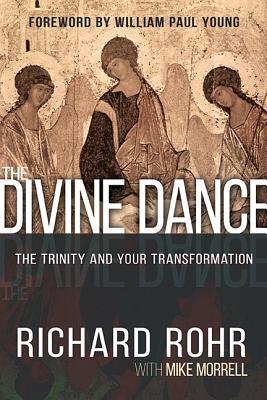 FOREWORD BY WILLIAM PAUL YOUNG
THE
DIVINE DANCE
THE TRINITY AND YOUR TRANSFORMATION
RICHARD ROHR
WITH MIKE MORRELL